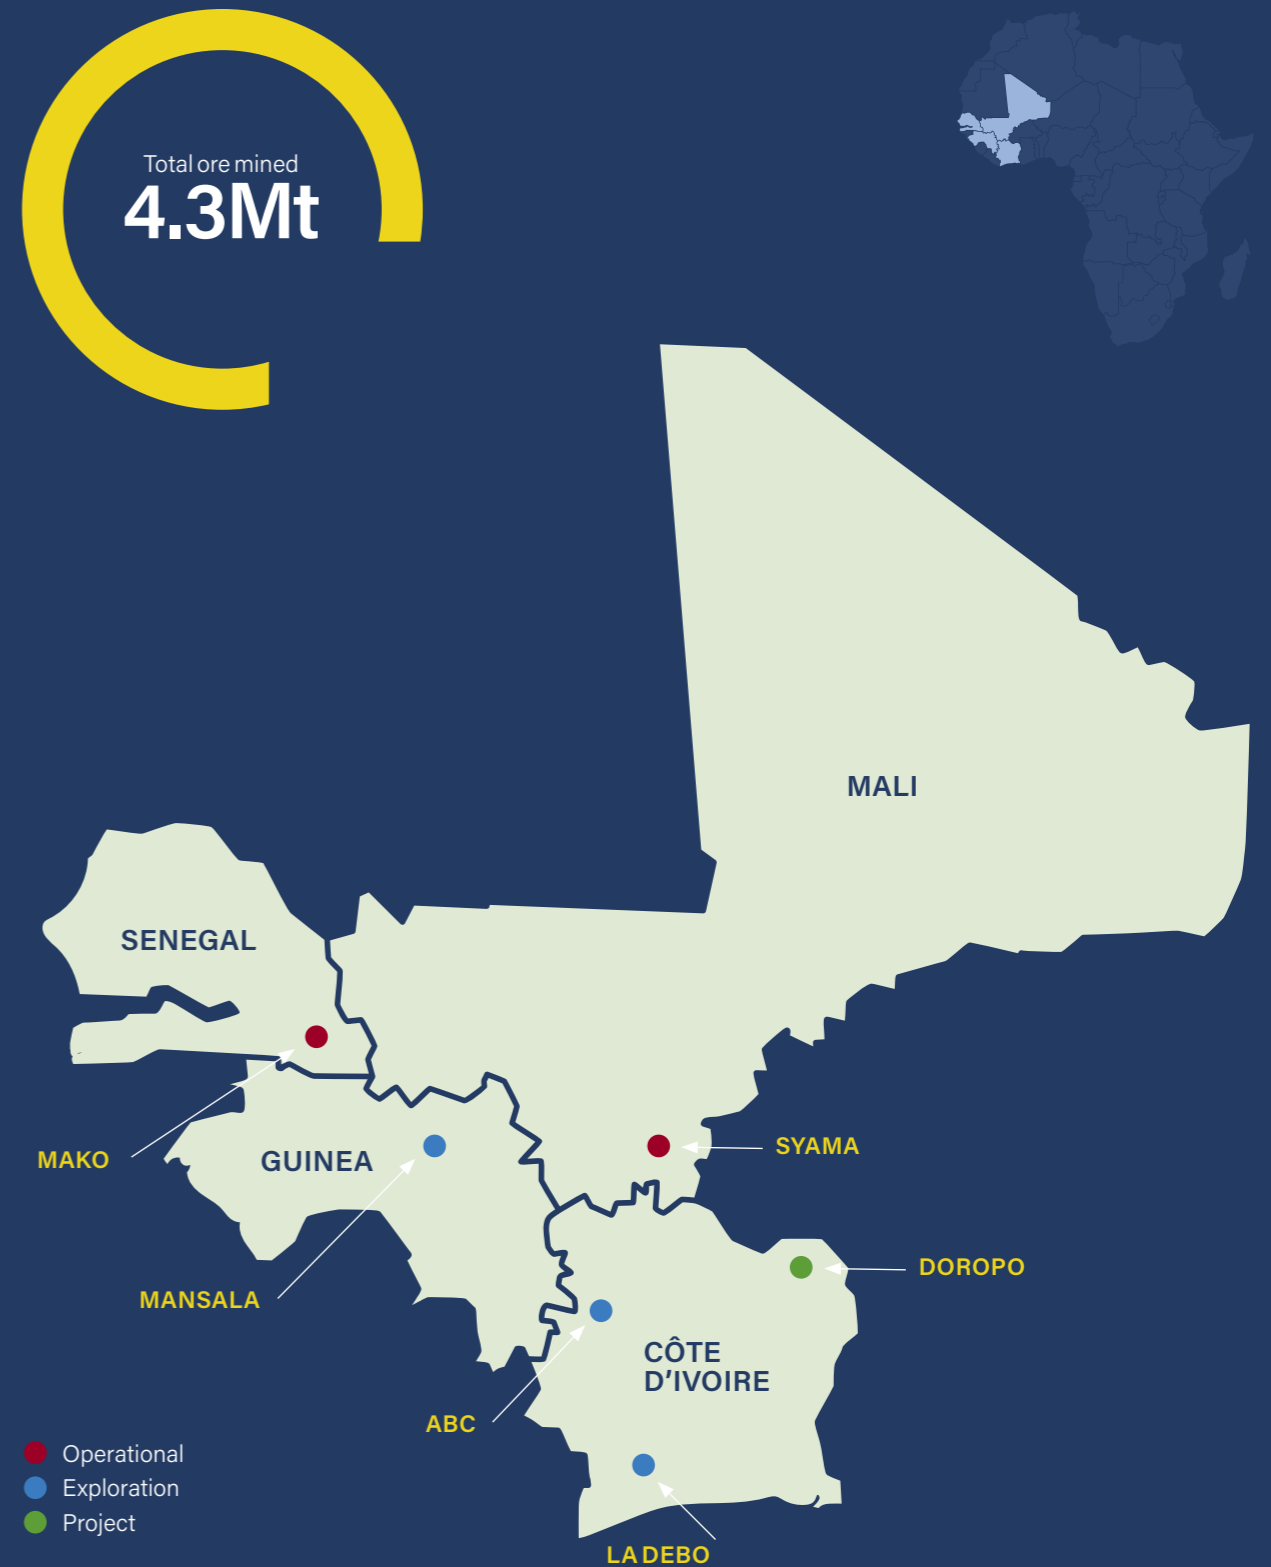 Total ore mined
4.3Mt
MALI
SENEGAL
MAKO
GUINEA
SYAMA
MANSALA
DOROPO
CÔTE
D'IVOIRE
ABC
Operational
Exploration
Project
LA DEBO